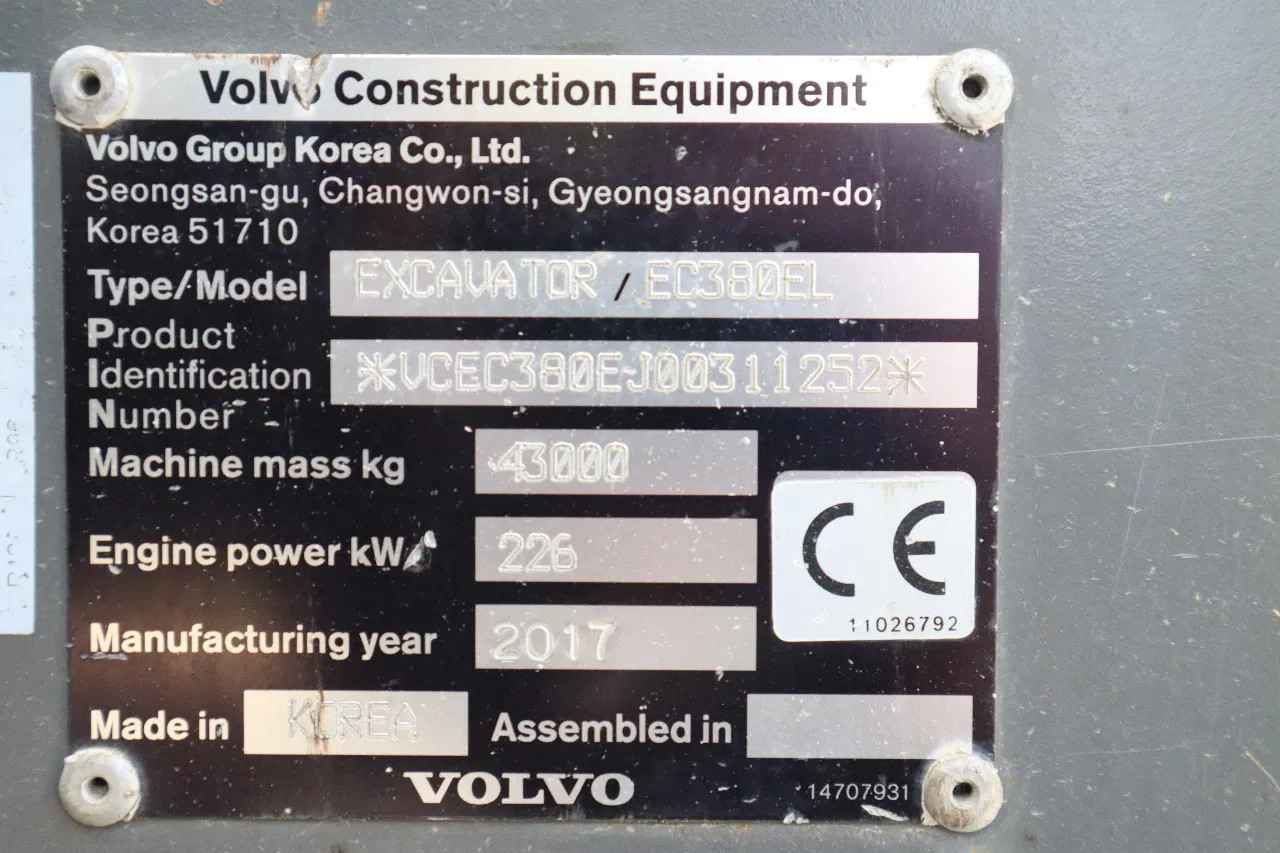 Volvo Construction Equipment
Volvo Group Korea Co., Ltd.
Seongsan-gu, Changwon-si, Gyeongsangnam-do,
Korea 51710
Type/Model EXCAVATOR / EC380EL
Product
Identification *VCEC380EJ00311252*
Number
Machine mass kg 43000
Engine power kW 226
Manufacturing year 2017
CE
11026792
Made in KOREA Assembled in
VOLVO
14707931